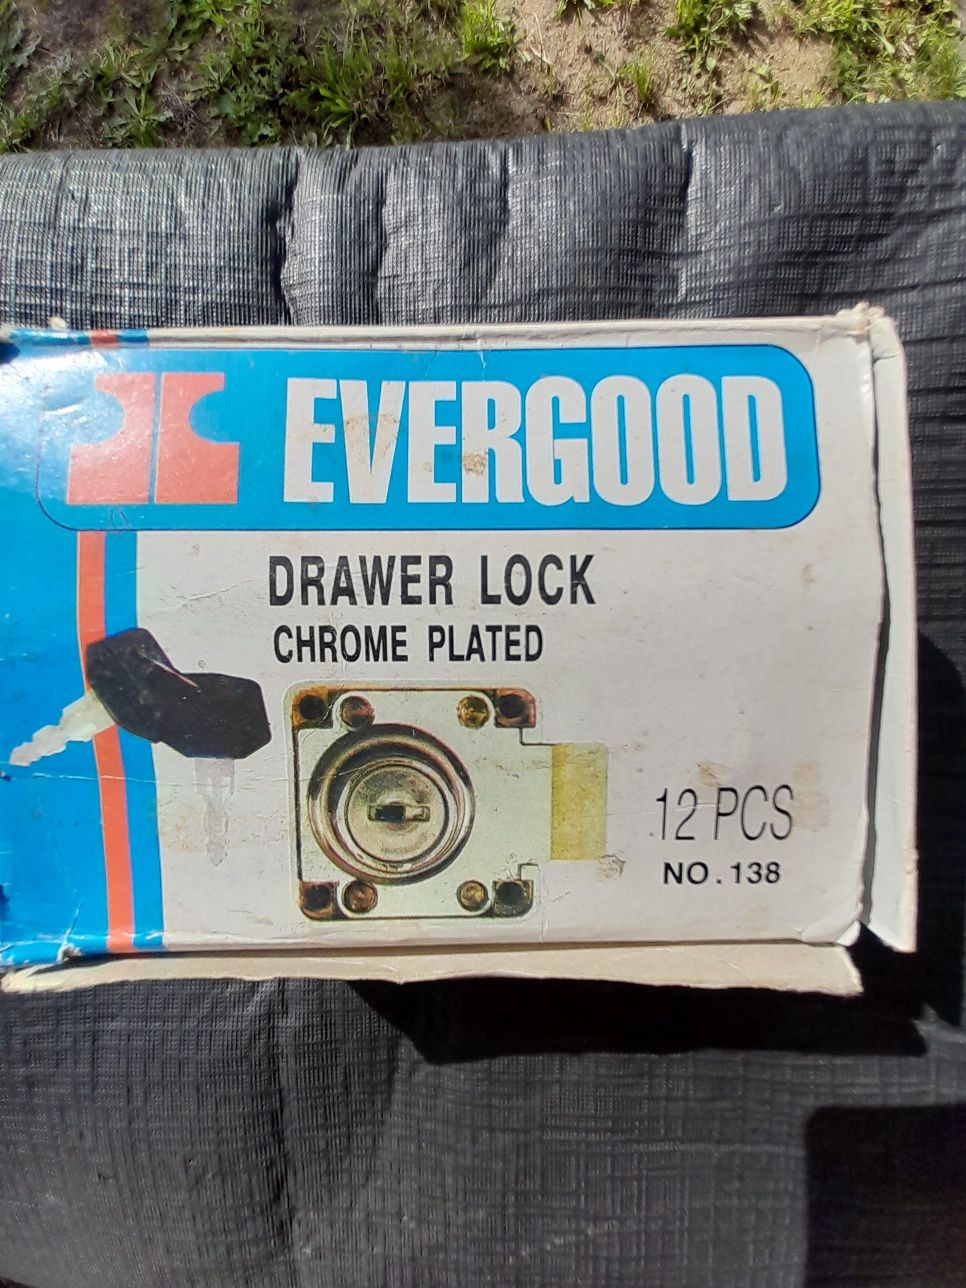 EVERGOOD
DRAWER LOCK
CHROME PLATED
12 PCS
NO. 138